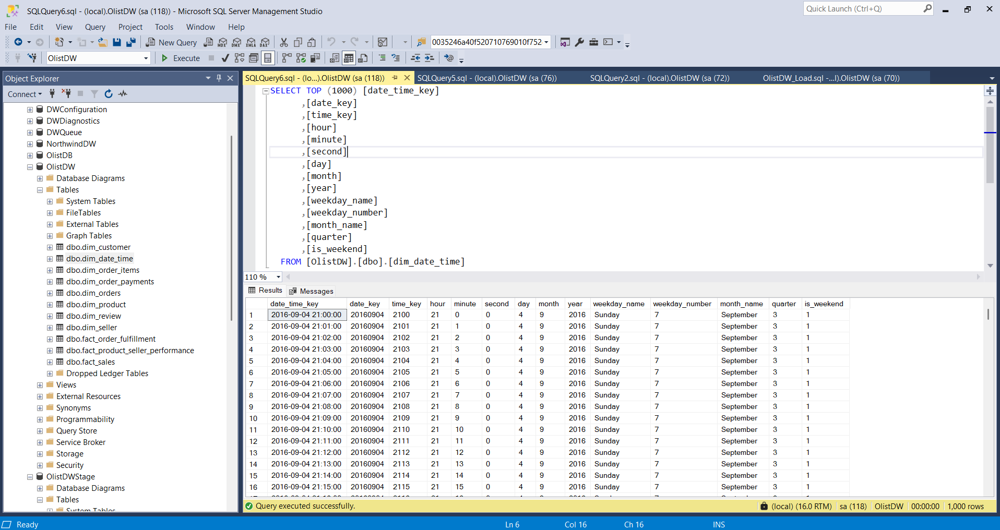 SQLQuery6.sql - (local).OlistDW (sa (118)) - Microsoft SQL Server Management Studio
Quick Launch (Ctrl+Q)
File Edit View Query Project Tools Window Help
New Query MDX DMX XMLA DAX 0035246a40f520710769010f752
OlistDW Execute
Object Explorer
Connect
DWConfiguration
DWDiagnostics
DWQueue
NorthwindDW
OlistDB
OlistDW
Database Diagrams
Tables
System Tables
FileTables
External Tables
Graph Tables
dbo.dim_customer
dbo.dim_date_time
dbo.dim_order_items
dbo.dim_order_payments
dbo.dim_orders
dbo.dim_product
dbo.dim_review
dbo.dim_seller
dbo.fact_order_fulfillment
dbo.fact_product_seller_performance
dbo.fact_sales
Dropped Ledger Tables
Views
External Resources
Synonyms
Programmability
Query Store
Service Broker
Storage
Security
OlistDWStage
Database Diagrams
Tables
System Tables
SQLQuery6.sql - (lo...).OlistDW (sa (118)) SQLQuery5.sql - (local).OlistDW (sa (76)) SQLQuery2.sql - (local).OlistDW (sa (72)) OlistDW_Load.sql -...l).OlistDW (sa (70))
SELECT TOP (1000) [date_time_key]
,[date_key]
,[time_key]
,[hour]
,[minute]
,[second]
,[day]
,[month]
,[year]
,[weekday_name]
,[weekday_number]
,[month_name]
,[quarter]
,[is_weekend]
FROM [OlistDW].[dbo].[dim_date_time]
110 %
Results Messages
date_time_key date_key time_key hour minute second day month year weekday_name weekday_number month_name quarter is_weekend
1 2016-09-04 21:00:00 20160904 2100 21 0 0 4 9 2016 Sunday 7 September 3 1
2 2016-09-04 21:01:00 20160904 2101 21 1 0 4 9 2016 Sunday 7 September 3 1
3 2016-09-04 21:02:00 20160904 2102 21 2 0 4 9 2016 Sunday 7 September 3 1
4 2016-09-04 21:03:00 20160904 2103 21 3 0 4 9 2016 Sunday 7 September 3 1
5 2016-09-04 21:04:00 20160904 2104 21 4 0 4 9 2016 Sunday 7 September 3 1
6 2016-09-04 21:05:00 20160904 2105 21 5 0 4 9 2016 Sunday 7 September 3 1
7 2016-09-04 21:06:00 20160904 2106 21 6 0 4 9 2016 Sunday 7 September 3 1
8 2016-09-04 21:07:00 20160904 2107 21 7 0 4 9 2016 Sunday 7 September 3 1
9 2016-09-04 21:08:00 20160904 2108 21 8 0 4 9 2016 Sunday 7 September 3 1
10 2016-09-04 21:09:00 20160904 2109 21 9 0 4 9 2016 Sunday 7 September 3 1
11 2016-09-04 21:10:00 20160904 2110 21 10 0 4 9 2016 Sunday 7 September 3 1
12 2016-09-04 21:11:00 20160904 2111 21 11 0 4 9 2016 Sunday 7 September 3 1
13 2016-09-04 21:12:00 20160904 2112 21 12 0 4 9 2016 Sunday 7 September 3 1
14 2016-09-04 21:13:00 20160904 2113 21 13 0 4 9 2016 Sunday 7 September 3 1
15 2016-09-04 21:14:00 20160904 2114 21 14 0 4 9 2016 Sunday 7 September 3 1
16 2016-09-04 21:15:00 20160904 2115 21 15 0 4 9 2016 Sunday 7 September 3 1
Query executed successfully. (local) (16.0 RTM) sa (118) OlistDW 00:00:00 1,000 rows
Ready Ln 6 Col 16 Ch 16 INS